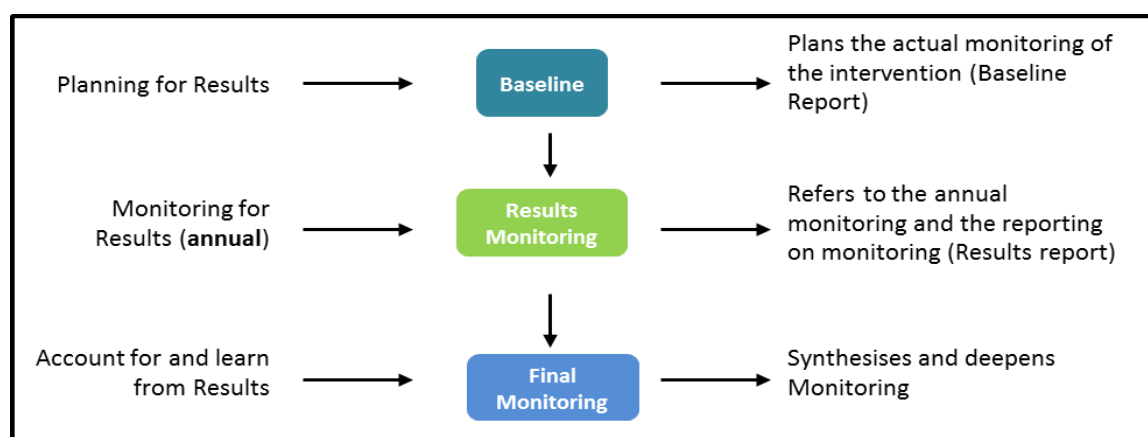 Planning for Results
Baseline
Plans the actual monitoring of
the intervention (Baseline
Report)
Monitoring for
Results (annual)
Results
Monitoring
Refers to the annual
monitoring and the reporting
on monitoring (Results report)
Account for and learn
from Results
Final
Monitoring
Synthesises and deepens
Monitoring